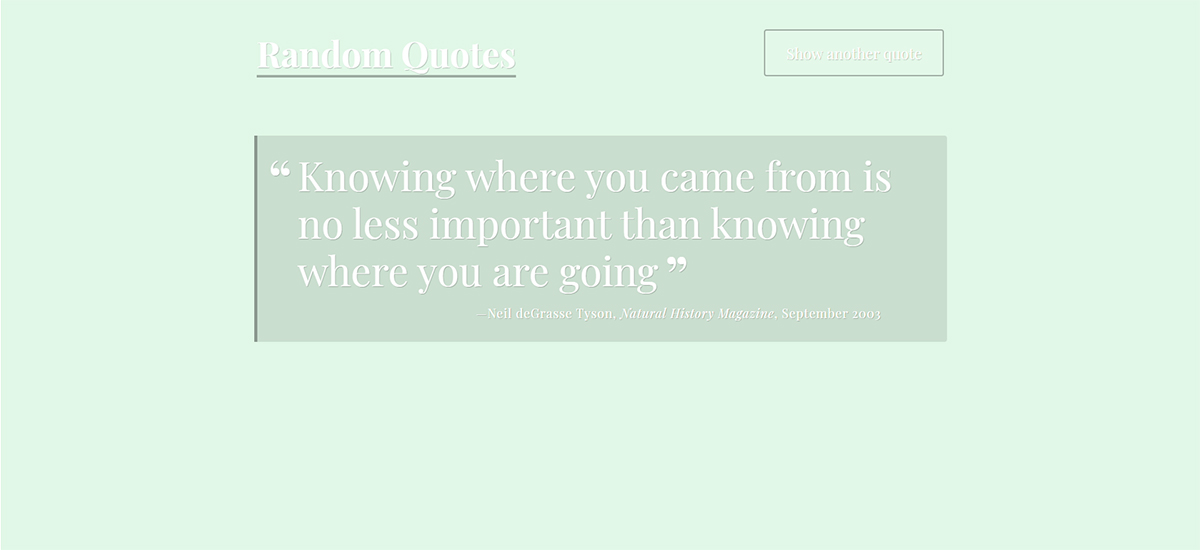 Random Quotes
Show another quote
“ Knowing where you came from is
no less important than knowing
where you are going ”
—Neil deGrasse Tyson, Natural History Magazine, September 2003